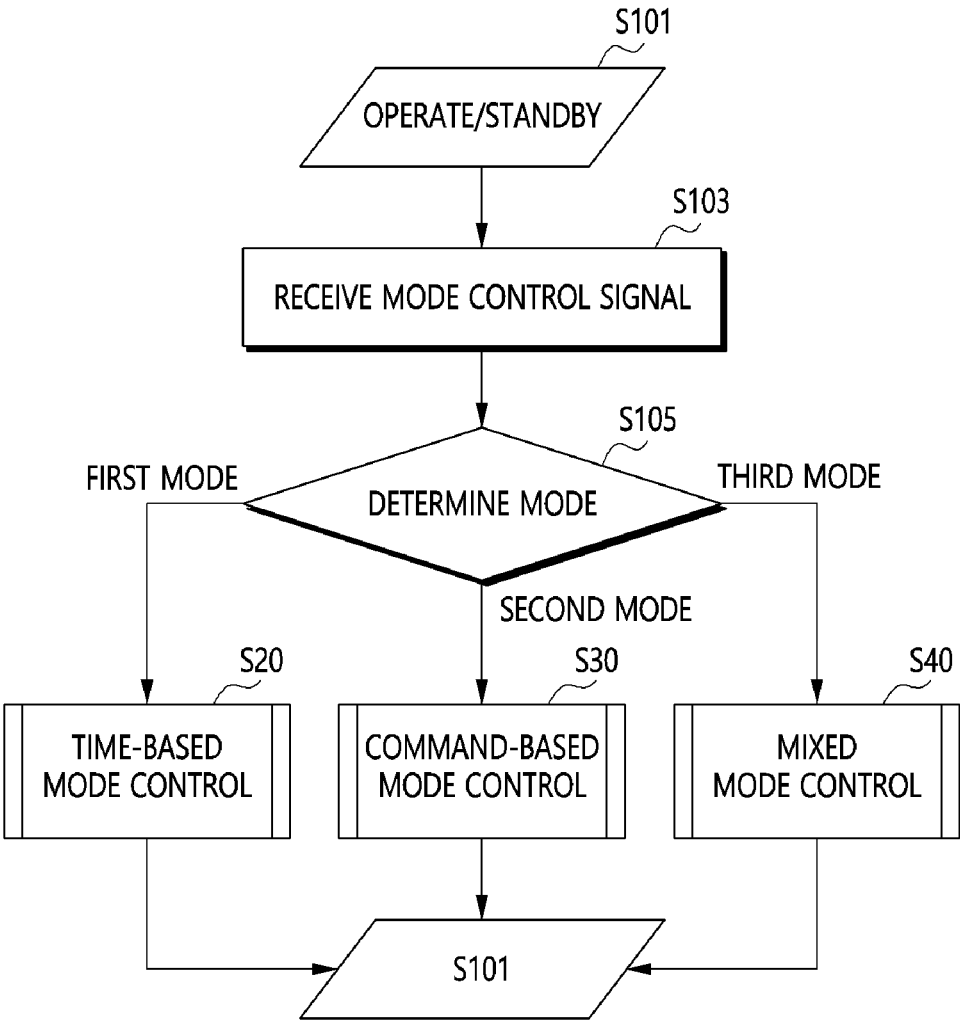 S101
OPERATE/STANDBY
S103
RECEIVE MODE CONTROL SIGNAL
S105
FIRST MODE
THIRD MODE
DETERMINE MODE
SECOND MODE
S20
S30
S40
TIME-BASED
MODE CONTROL
COMMAND-BASED
MODE CONTROL
MIXED
MODE CONTROL
S101